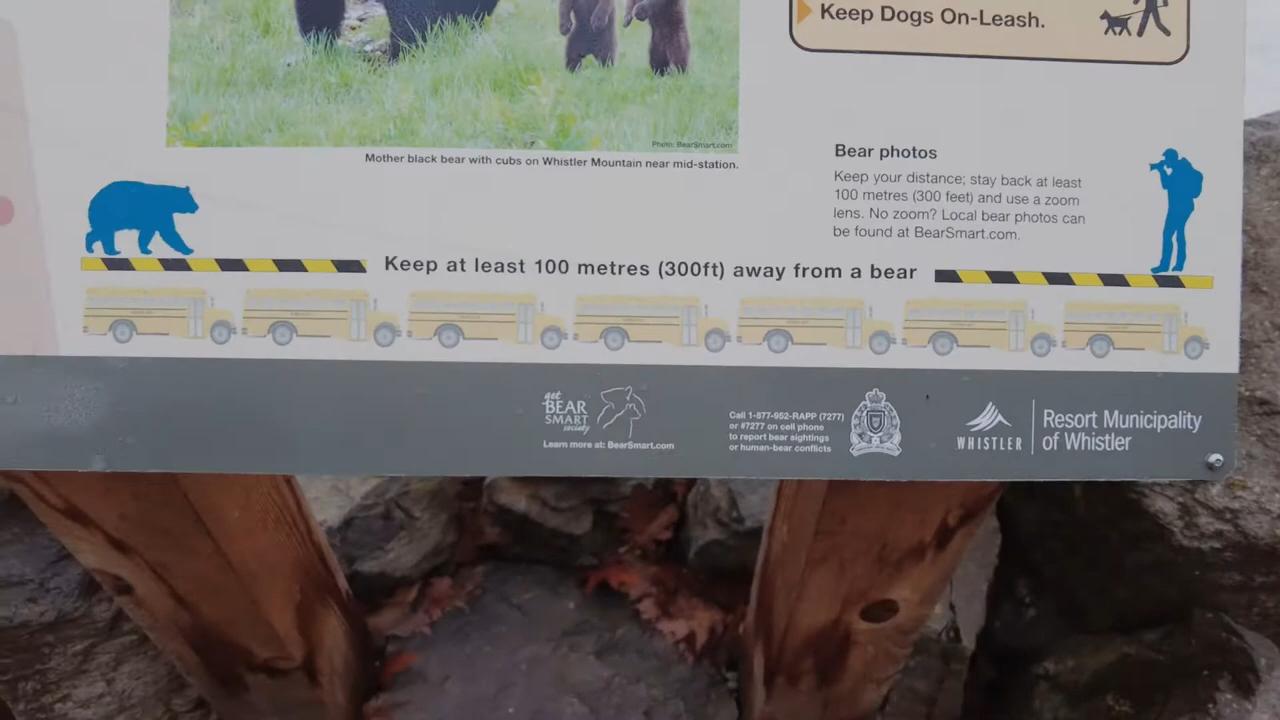 Keep Dogs On-Leash.
Photo: BearSmart.com
Mother black bear with cubs on Whistler Mountain near mid-station.
Bear photos
Keep your distance; stay back at least
100 metres (300 feet) and use a zoom
lens. No zoom? Local bear photos can
be found at BearSmart.com.
Keep at least 100 metres (300ft) away from a bear
get
BEAR
SMART
society
Learn more at: BearSmart.com
Call 1-877-952-RAPP (7277)
or #7277 on cell phone
to report bear sightings
or human-bear conflicts
WHISTLER
Resort Municipality
of Whistler